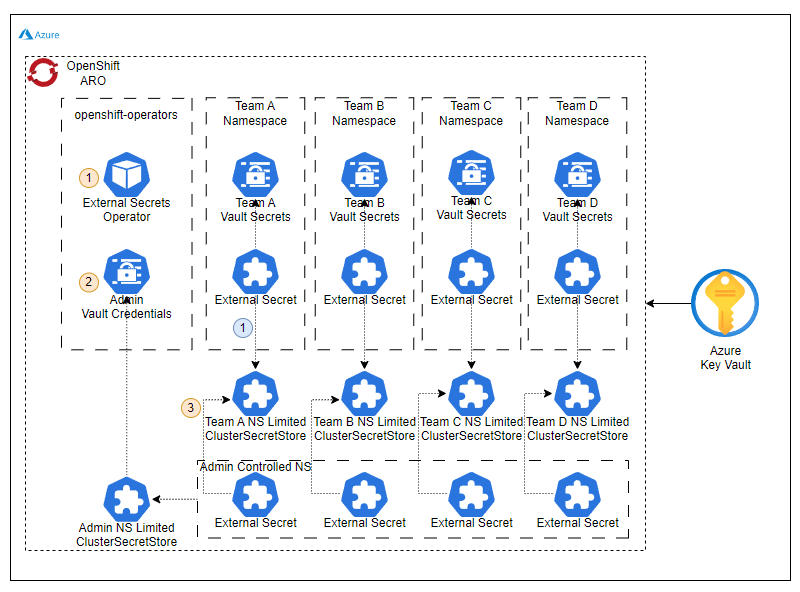 Azure
OpenShift
ARO
openshift-operators
1
External Secrets
Operator
2
Admin
Vault Credentials
Team A
Namespace
Team A
Vault Secrets
External Secret
1
Team B
Namespace
Team B
Vault Secrets
External Secret
Team C
Namespace
Team C
Vault Secrets
External Secret
Team D
Namespace
Team D
Vault Secrets
External Secret
Azure
Key Vault
3
Team A NS Limited
ClusterSecretStore
Team B NS Limited
ClusterSecretStore
Team C NS Limited
ClusterSecretStore
Team D NS Limited
ClusterSecretStore
Admin Controlled NS
External Secret
External Secret
External Secret
External Secret
Admin NS Limited
ClusterSecretStore